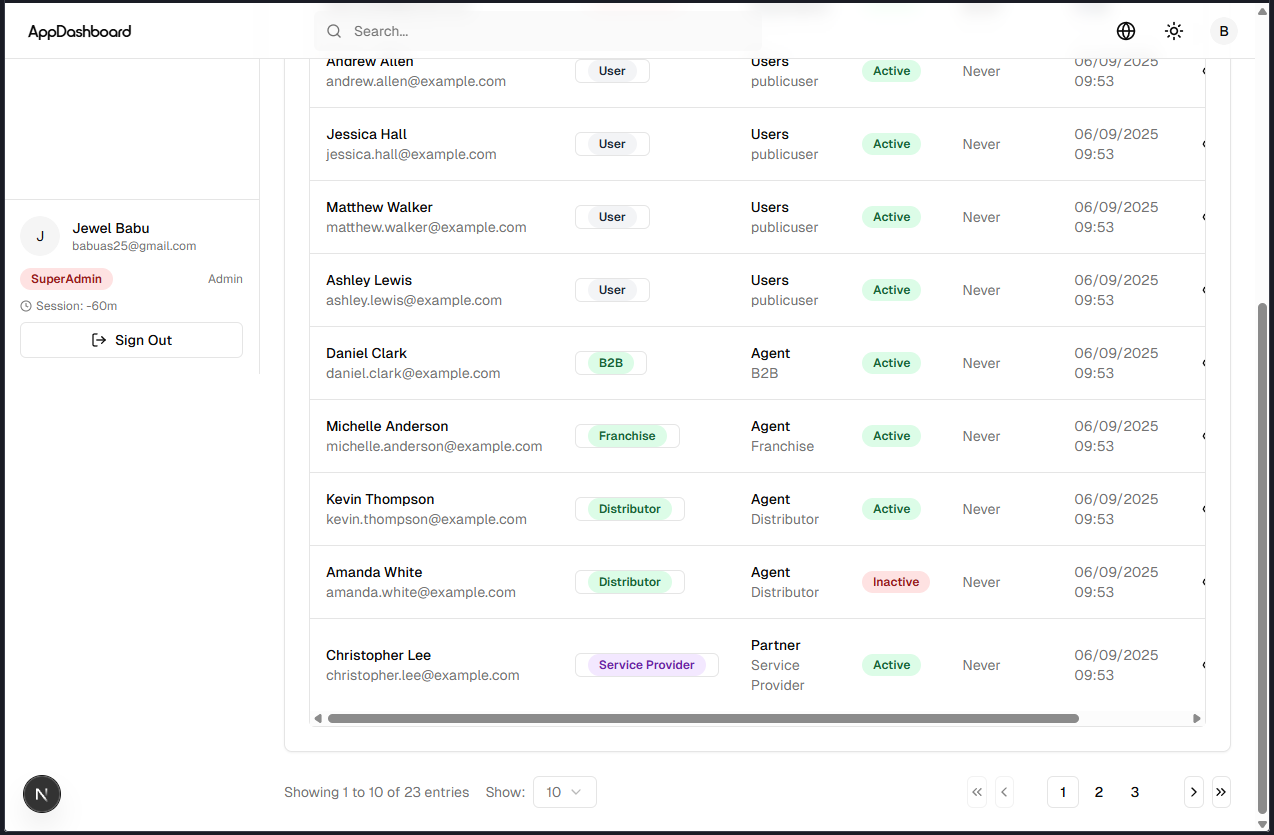 AppDashboard
Search...
B
Jewel Babu
J
babuas25@gmail.com
SuperAdmin Admin
Session: -60m
Sign Out
Andrew Allen
andrew.allen@example.com
User
Users
publicuser
Active
Never
06/09/2025
09:53
Jessica Hall
jessica.hall@example.com
User
Users
publicuser
Active
Never
06/09/2025
09:53
Matthew Walker
matthew.walker@example.com
User
Users
publicuser
Active
Never
06/09/2025
09:53
Ashley Lewis
ashley.lewis@example.com
User
Users
publicuser
Active
Never
06/09/2025
09:53
Daniel Clark
daniel.clark@example.com
B2B
Agent
B2B
Active
Never
06/09/2025
09:53
Michelle Anderson
michelle.anderson@example.com
Franchise
Agent
Franchise
Active
Never
06/09/2025
09:53
Kevin Thompson
kevin.thompson@example.com
Distributor
Agent
Distributor
Active
Never
06/09/2025
09:53
Amanda White
amanda.white@example.com
Distributor
Agent
Distributor
Inactive
Never
06/09/2025
09:53
Christopher Lee
christopher.lee@example.com
Service Provider
Partner
Service
Provider
Active
Never
06/09/2025
09:53
N
Showing 1 to 10 of 23 entries Show: 10
1 2 3